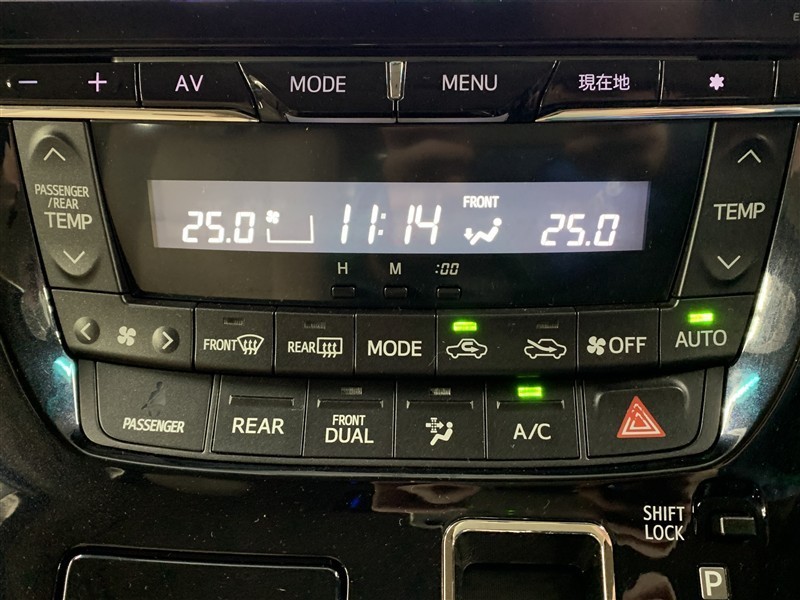 − + AV MODE MENU 現在地 *
PASSENGER
/REAR
TEMP
25.0 11:14 FRONT 25.0
TEMP
H M :00
FRONT REAR MODE OFF AUTO
PASSENGER REAR FRONT
DUAL A/C
SHIFT
LOCK
P